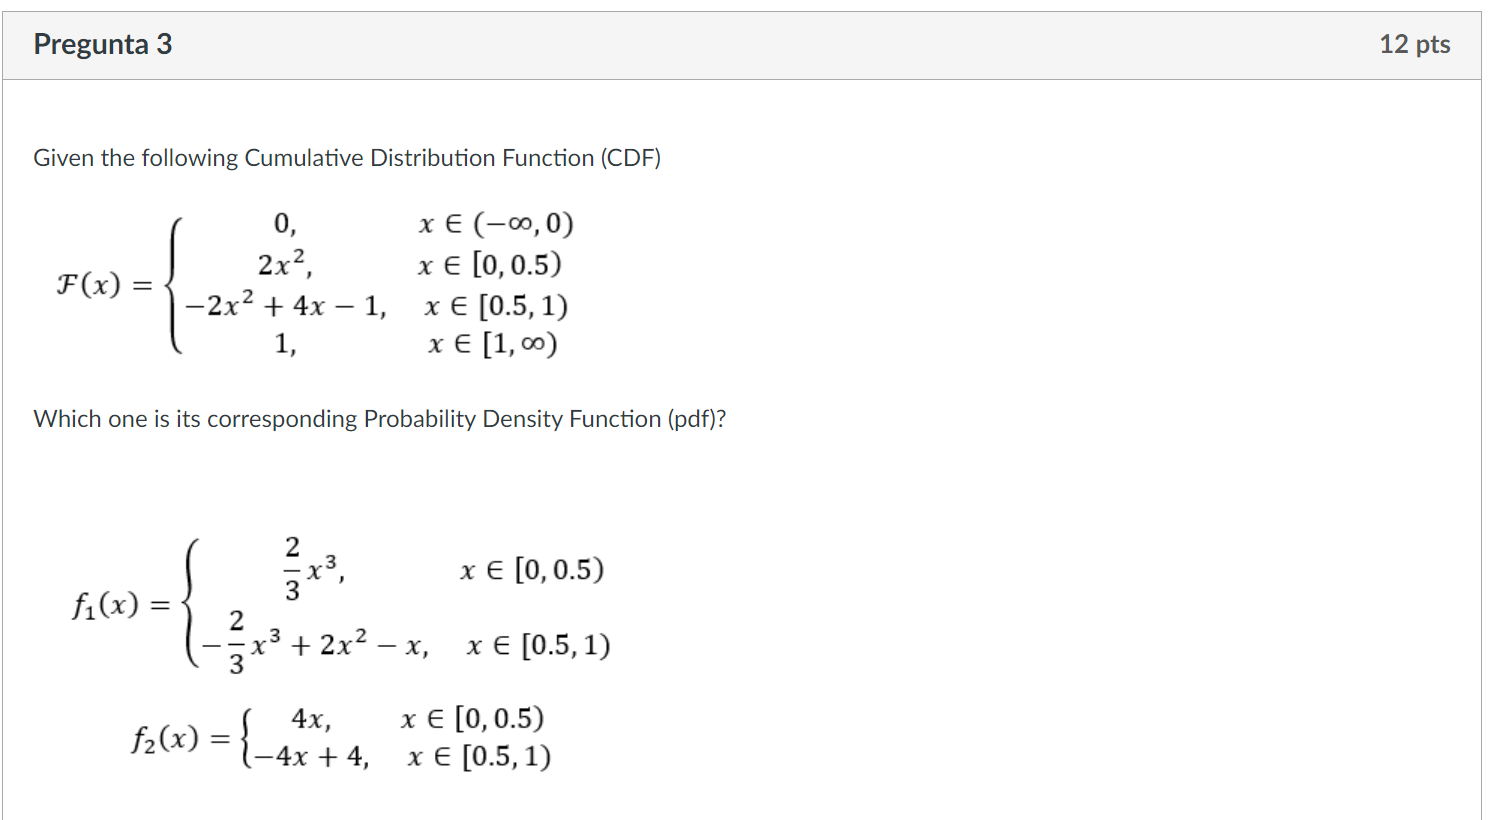 Pregunta 3 12 pts
Given the following Cumulative Distribution Function (CDF)
ℱ(x) = { 0, x ∈ (−∞, 0)
2x², x ∈ [0, 0.5)
−2x² + 4x − 1, x ∈ [0.5, 1)
1, x ∈ [1, ∞)
Which one is its corresponding Probability Density Function (pdf)?
f₁(x) = { 2/3 x³, x ∈ [0, 0.5)
−2/3 x³ + 2x² − x, x ∈ [0.5, 1)
f₂(x) = { 4x, x ∈ [0, 0.5)
−4x + 4, x ∈ [0.5, 1)